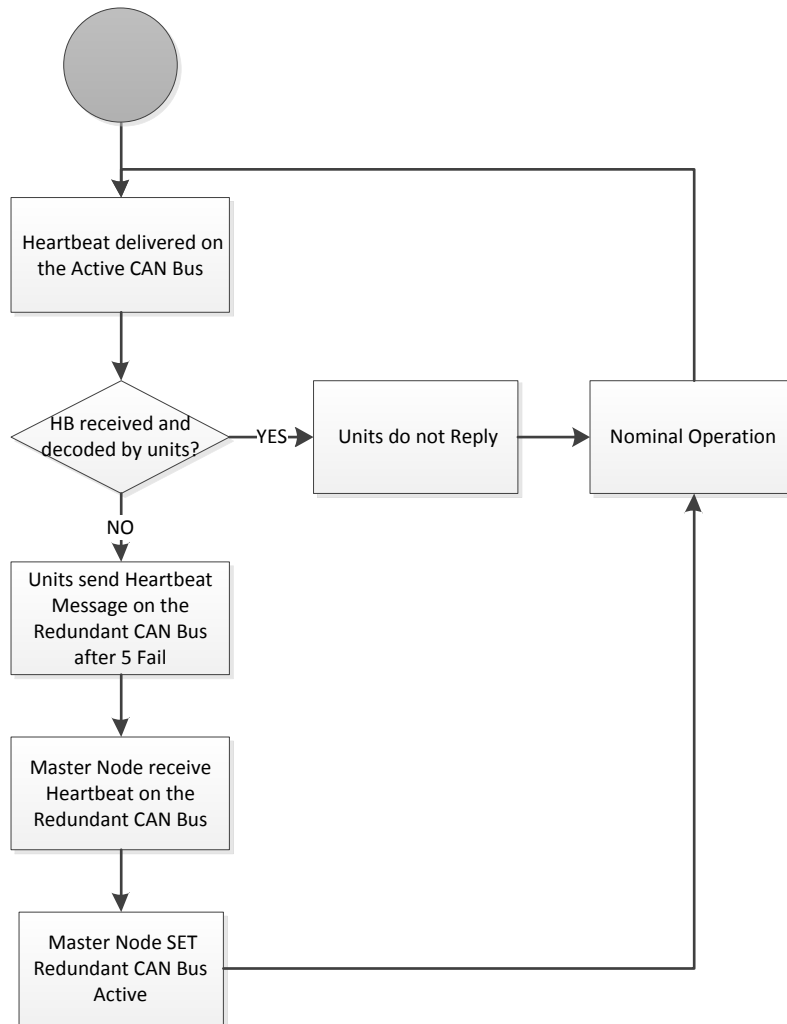 Heartbeat delivered on
the Active CAN Bus
HB received and
decoded by units?
YES
Units do not Reply
Nominal Operation
NO
Units send Heartbeat
Message on the
Redundant CAN Bus
after 5 Fail
Master Node receive
Heartbeat on the
Redundant CAN Bus
Master Node SET
Redundant CAN Bus
Active